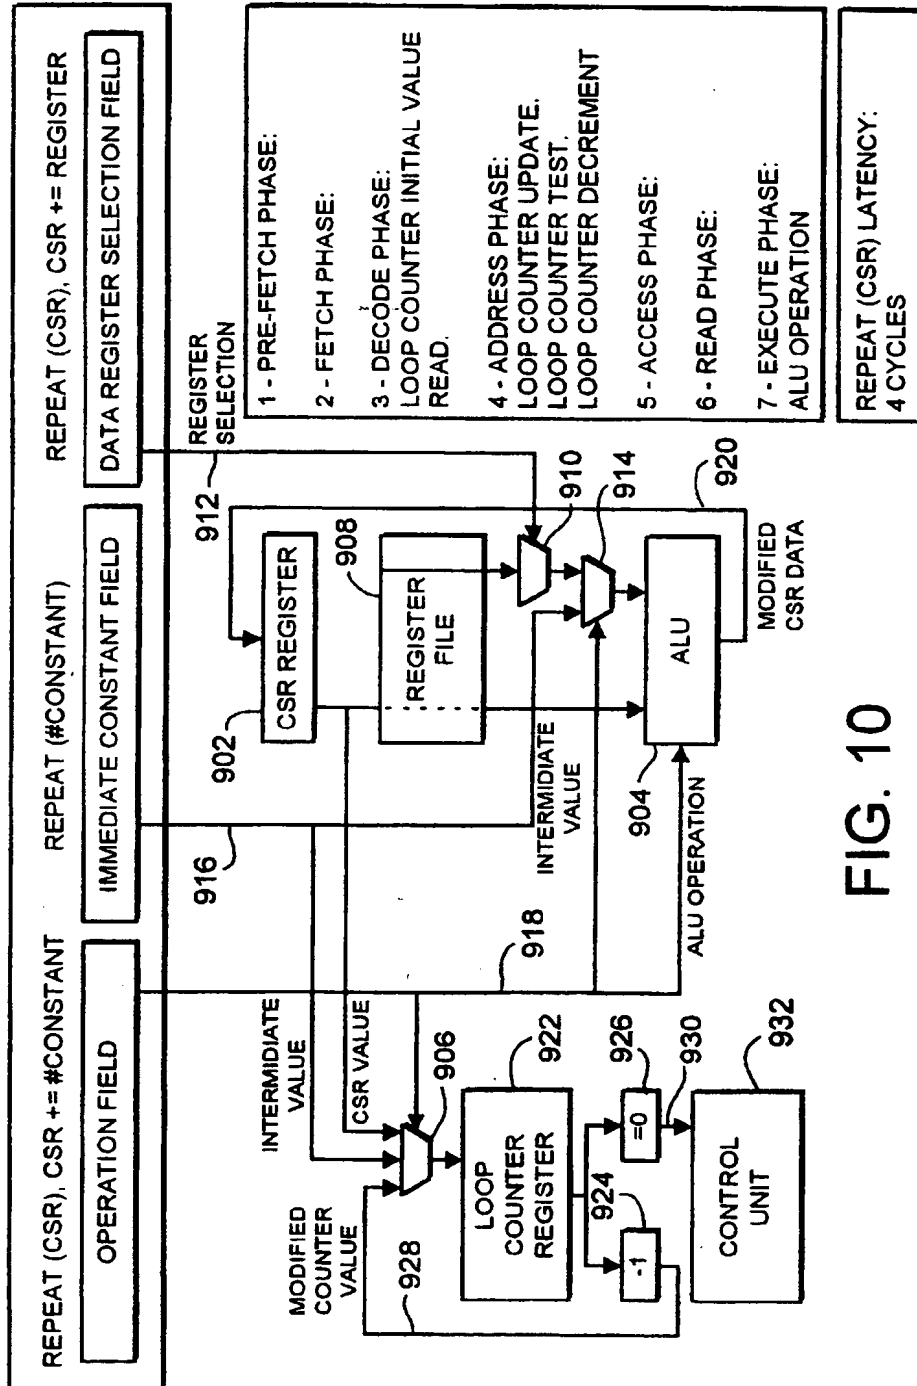 REPEAT (CSR), CSR += #CONSTANT
REPEAT (#CONSTANT)
REPEAT (CSR), CSR += REGISTER
OPERATION FIELD
IMMEDIATE CONSTANT FIELD
DATA REGISTER SELECTION FIELD
916
912
REGISTER
SELECTION
902
CSR REGISTER
INTERMIDIATE
VALUE
CSR VALUE
908
REGISTER
FILE
MODIFIED
COUNTER
VALUE
928
906
918
INTERMIDIATE
VALUE
910
914
LOOP
COUNTER
REGISTER
922
904
ALU
920
ALU OPERATION
MODIFIED
CSR DATA
924
-1
=0
926
930
CONTROL
UNIT
932
1 - PRE-FETCH PHASE:
2 - FETCH PHASE:
3 - DECODE PHASE:
LOOP COUNTER INITIAL VALUE
READ.
4 - ADDRESS PHASE:
LOOP COUNTER UPDATE.
LOOP COUNTER TEST.
LOOP COUNTER DECREMENT
5 - ACCESS PHASE:
6 - READ PHASE:
7 - EXECUTE PHASE:
ALU OPERATION
REPEAT (CSR) LATENCY:
4 CYCLES
FIG. 10